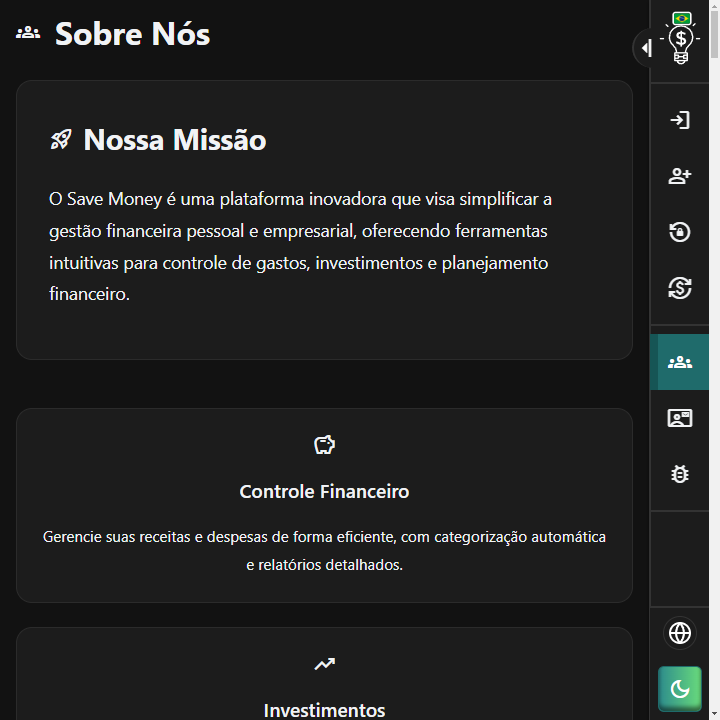 Sobre Nós
Nossa Missão
O Save Money é uma plataforma inovadora que visa simplificar a
gestão financeira pessoal e empresarial, oferecendo ferramentas
intuitivas para controle de gastos, investimentos e planejamento
financeiro.
Controle Financeiro
Gerencie suas receitas e despesas de forma eficiente, com categorização automática
e relatórios detalhados.
Investimentos